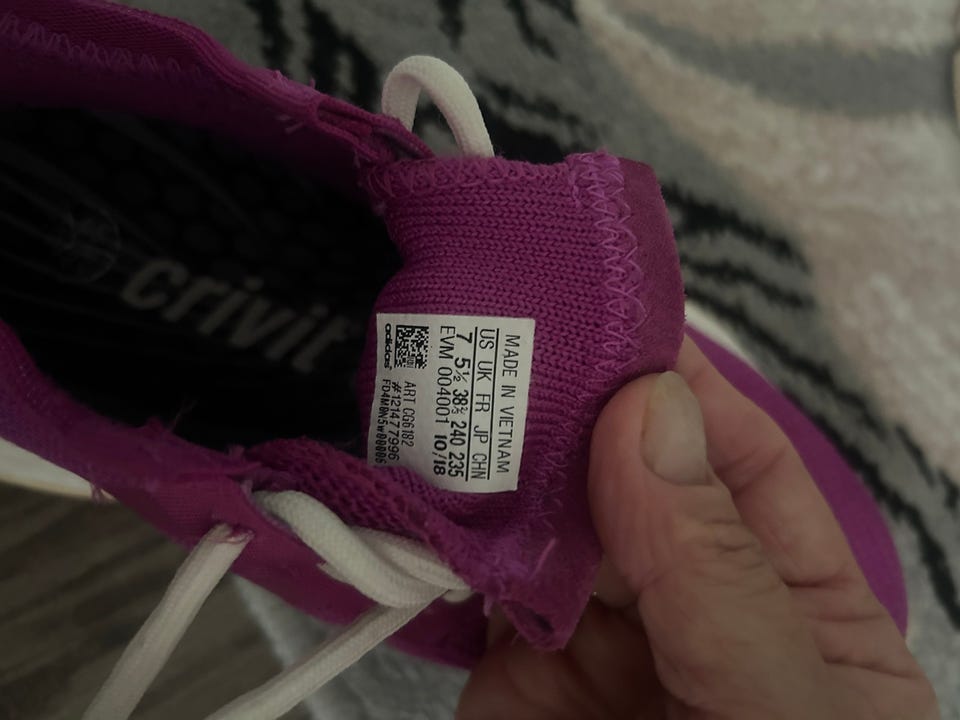 crivit
MADE IN VIETNAM
US UK FR JP CHN
7 5½ 38⅔ 240 235
EVM 004001 10/18
adidas
ART CG6182
#121477996